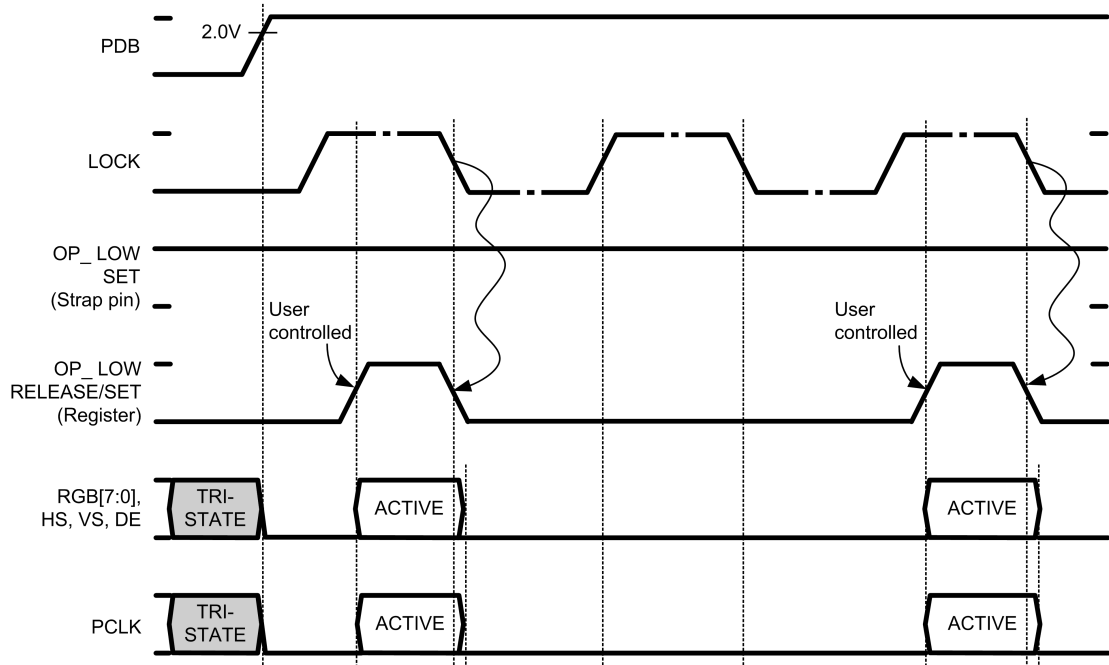 2.0V
PDB
LOCK
OP_ LOW
SET
(Strap pin)
User
controlled
User
controlled
OP_ LOW
RELEASE/SET
(Register)
RGB[7:0],
HS, VS, DE
TRI-
STATE
ACTIVE
ACTIVE
PCLK
TRI-
STATE
ACTIVE
ACTIVE